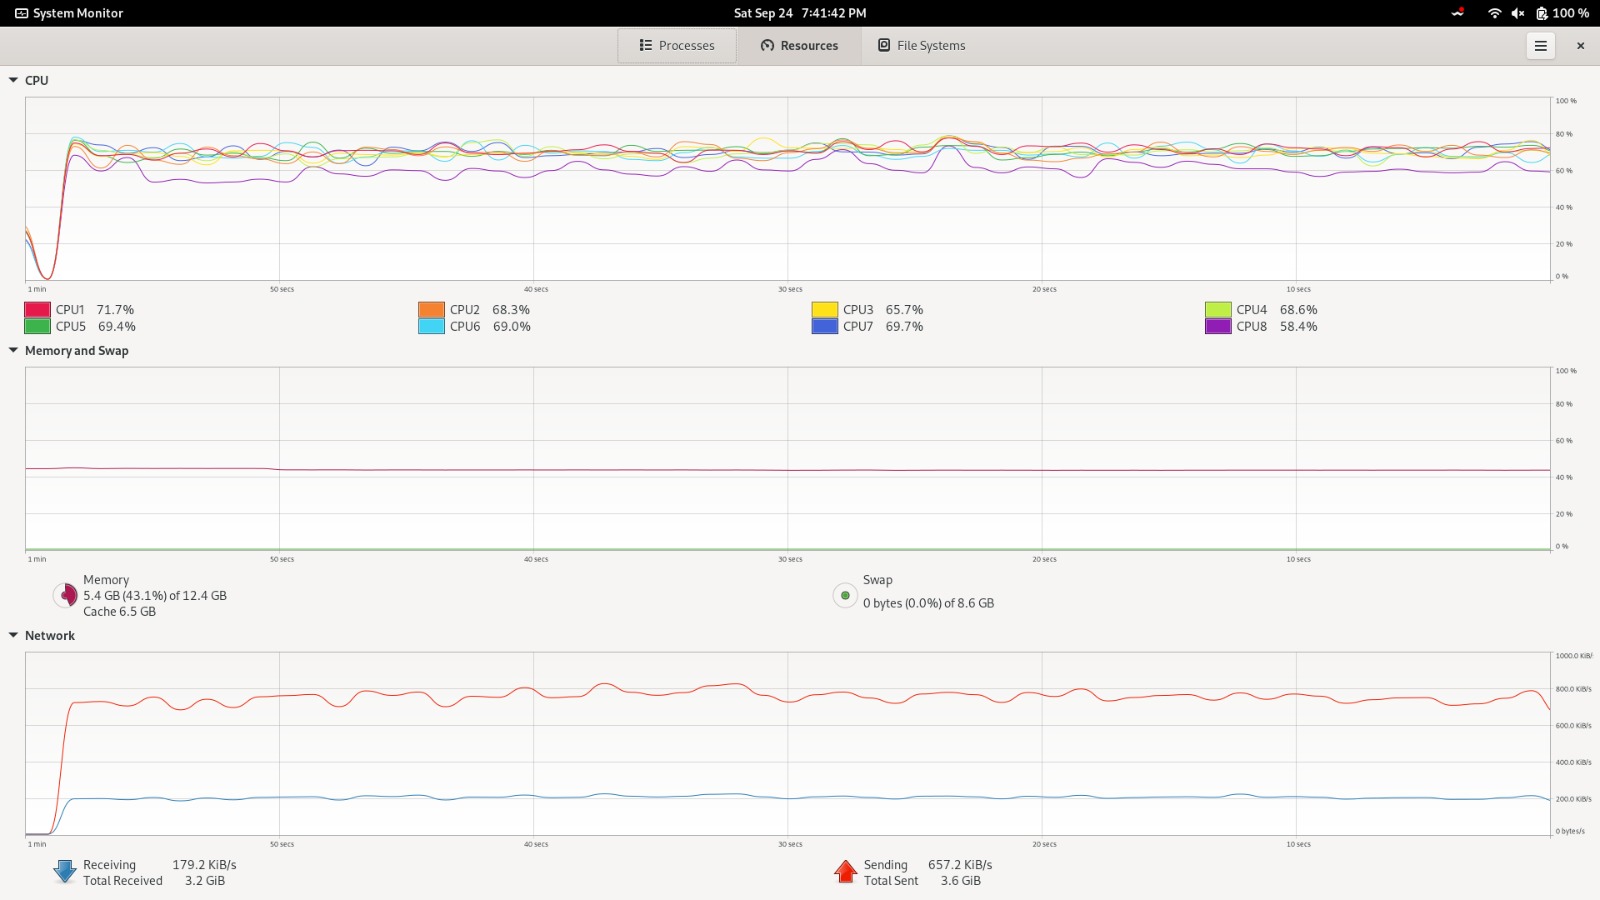 System Monitor
Sat Sep 24 7:41:42 PM
100 %
Processes
Resources
File Systems
CPU
100 %
80 %
60 %
40 %
20 %
0 %
1 min
50 secs
40 secs
30 secs
20 secs
10 secs
CPU1 71.7%
CPU2 68.3%
CPU3 65.7%
CPU4 68.6%
CPU5 69.4%
CPU6 69.0%
CPU7 69.7%
CPU8 58.4%
Memory and Swap
100 %
80 %
60 %
40 %
20 %
0 %
1 min
50 secs
40 secs
30 secs
20 secs
10 secs
Memory
5.4 GB (43.1%) of 12.4 GB
Cache 6.5 GB
Swap
0 bytes (0.0%) of 8.6 GB
Network
1000.0 KiB/
800.0 KiB/s
600.0 KiB/s
400.0 KiB/s
200.0 KiB/s
0 bytes/s
1 min
50 secs
40 secs
30 secs
20 secs
10 secs
Receiving 179.2 KiB/s
Total Received 3.2 GiB
Sending 657.2 KiB/s
Total Sent 3.6 GiB